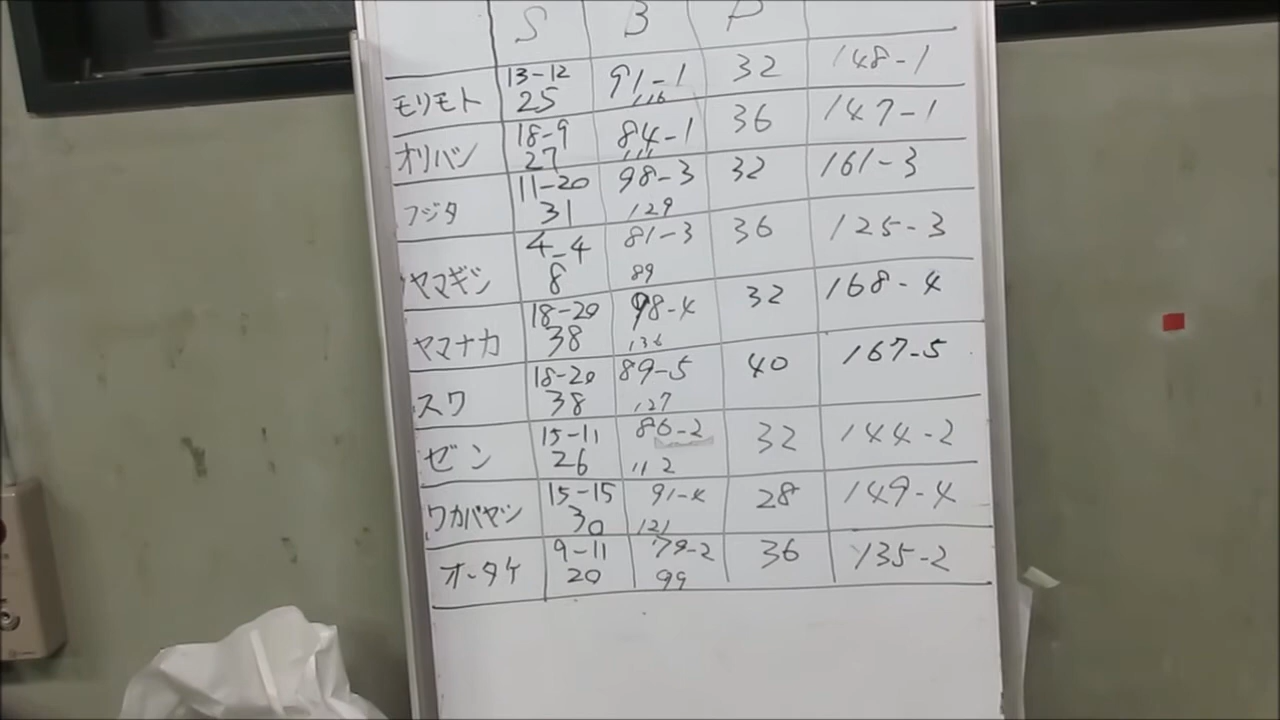 S B P
モリモト 13-12 91-1 32 148-1
25 116
オリバン 18-9 84-1 36 147-1
27 111
フジタ 11-20 98-3 32 161-3
31 129
ヤマギシ 4-4 81-3 36 125-3
8 89
ヤマナカ 18-20 98-4 32 168-4
38 136
スワ 18-20 89-5 40 167-5
38 127
ゼン 15-11 86-2 32 144-2
26 112
ワカバヤシ 15-15 91-4 28 149-4
30 121
オータケ 9-11 79-2 36 135-2
20 99